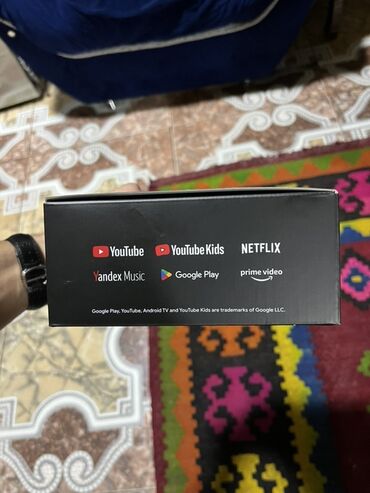 YouTube YouTube Kids NETFLIX
Yandex Music Google Play prime video
Google Play, YouTube, Android TV and YouTube Kids are trademarks of Google LLC.